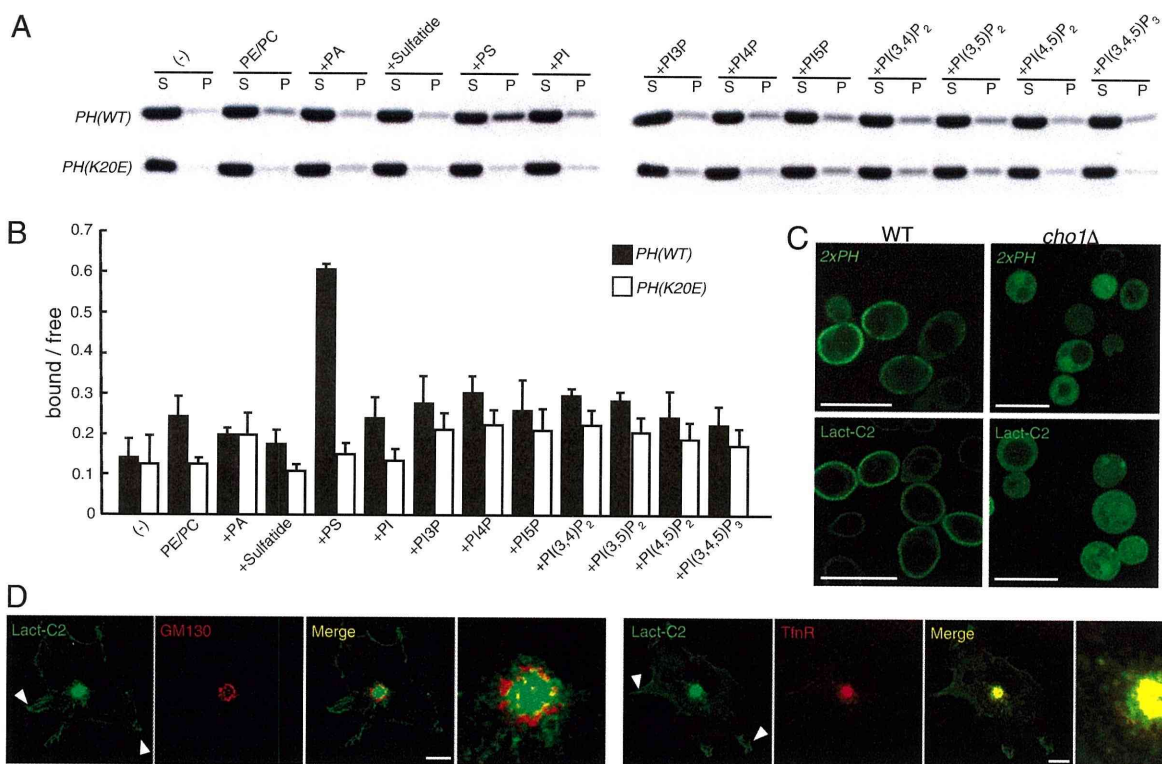 A
(-) PE/PC +PA +Sulfatide +PS +PI +PI3P +PI4P +PI5P +PI(3,4)P₂ +PI(3,5)P₂ +PI(4,5)P₂ +PI(3,4,5)P₃
S P S P S P S P S P S P S P S P S P S P S P S P S P
PH(WT)
PH(K20E)
B
bound / free
0.7
0.6
0.5
0.4
0.3
0.2
0.1
0
PH(WT)
PH(K20E)
(-) PE/PC +PA +Sulfatide +PS +PI +PI3P +PI4P +PI5P +PI(3,4)P₂ +PI(3,5)P₂ +PI(4,5)P₂ +PI(3,4,5)P₃
C
WT cho1Δ
2xPH 2xPH
Lact-C2 Lact-C2
D
Lact-C2 GM130 Merge Lact-C2 TfnR Merge